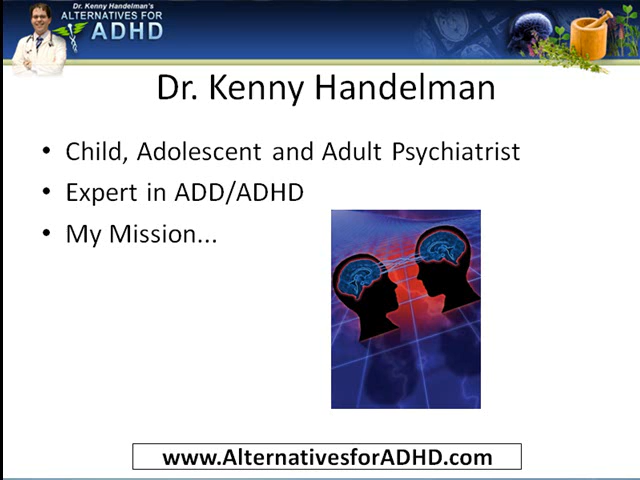 Dr. Kenny Handelman's
ALTERNATIVES FOR
ADHD
Dr. Kenny Handelman
• Child, Adolescent and Adult Psychiatrist
• Expert in ADD/ADHD
• My Mission...
www.AlternativesforADHD.com